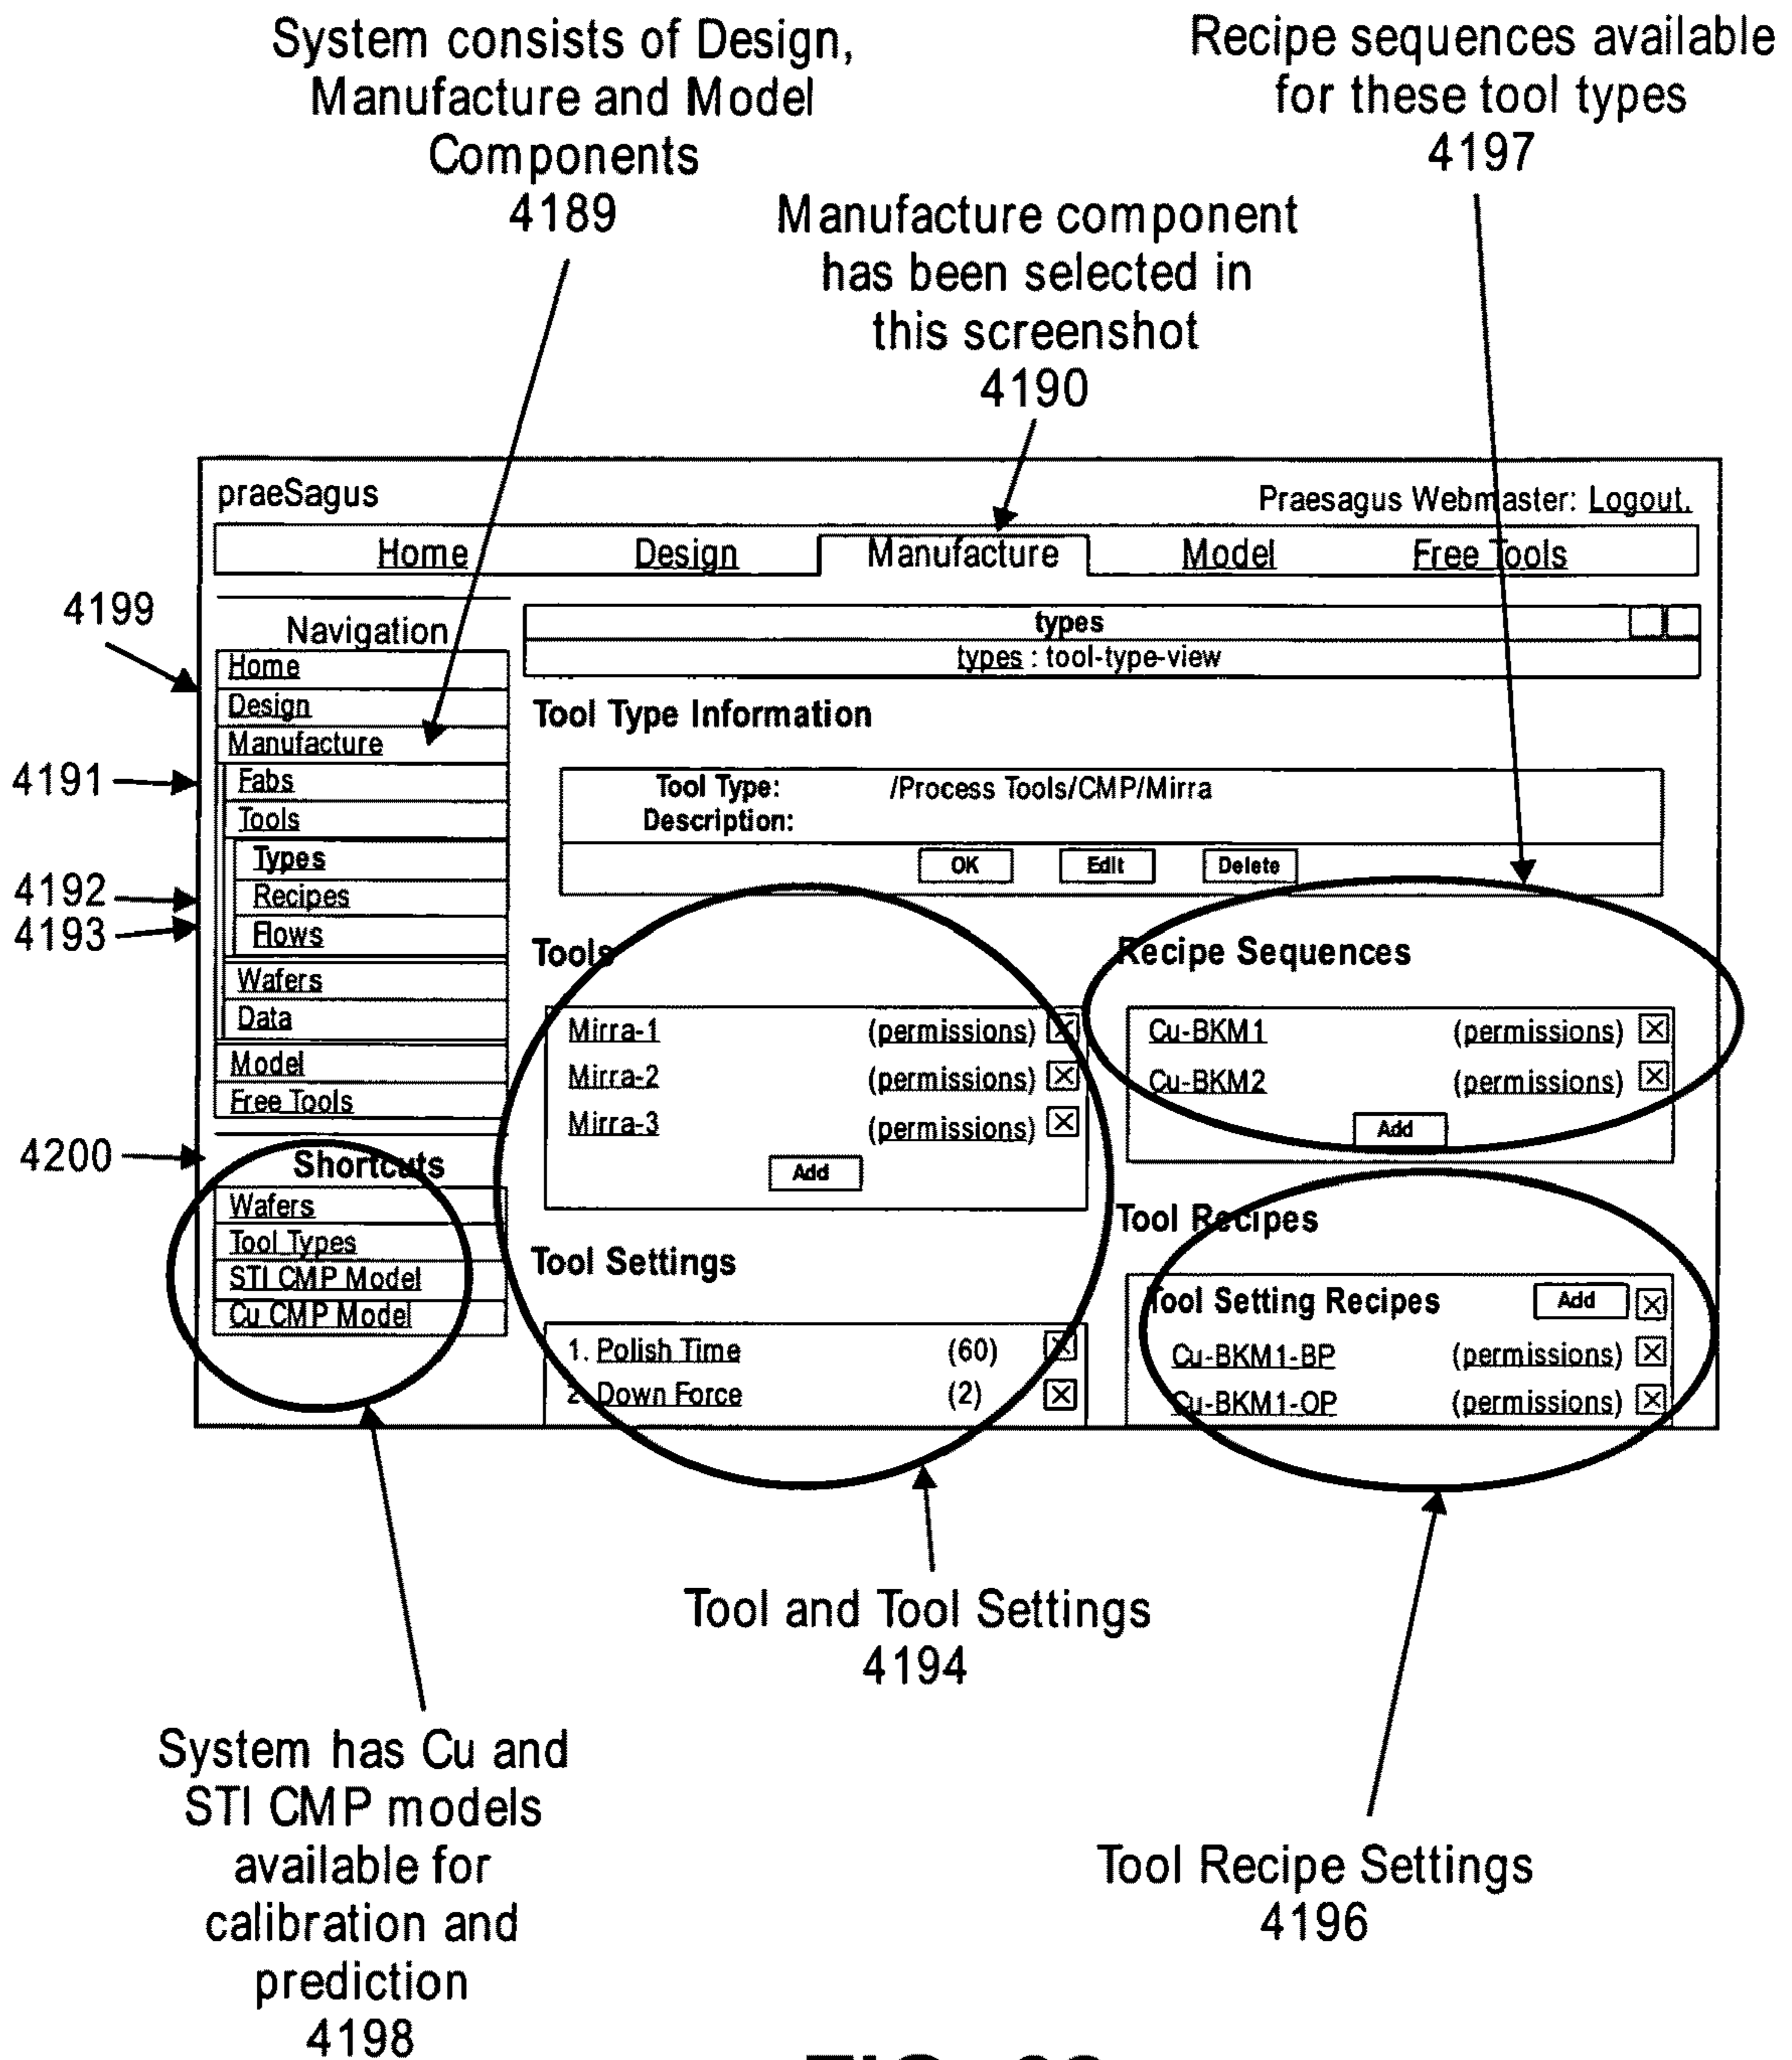 System consists of Design,
Manufacture and Model
Components
4189
Recipe sequences available
for these tool types
4197
Manufacture component
has been selected in
this screenshot
4190
praeSagus
Praesagus Webmaster: Logout.
Home Design Manufacture Model Free Tools
4199
Navigation
Home
Design
Manufacture
4191
Fabs
Tools
Types
4192
Recipes
4193
Flows
Wafers
Data
Model
Free Tools
4200
Shortcuts
Wafers
Tool Types
STI CMP Model
Cu CMP Model
types
types : tool-type-view
Tool Type Information
Tool Type: /Process Tools/CMP/Mirra
Description:
OK Edit Delete
Tools
Mirra-1 (permissions)
Mirra-2 (permissions)
Mirra-3 (permissions)
Add
Tool Settings
1. Polish Time (60)
2. Down Force (2)
Recipe Sequences
Cu-BKM1 (permissions)
Cu-BKM2 (permissions)
Add
Tool Recipes
Tool Setting Recipes Add
Cu-BKM1-BP (permissions)
Cu-BKM1-OP (permissions)
Tool and Tool Settings
4194
System has Cu and
STI CMP models
available for
calibration and
prediction
4198
Tool Recipe Settings
4196